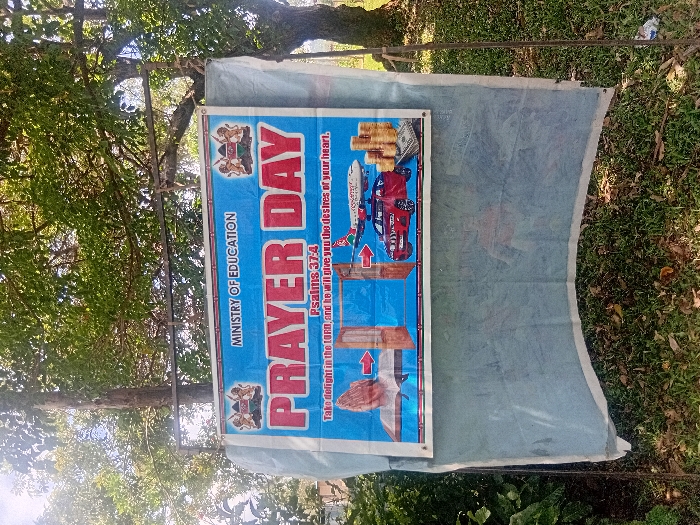 MINISTRY OF EDUCATION
PRAYER DAY
Psalms 37:4
Take delight in the LORD, and he will give you the desires of your heart.